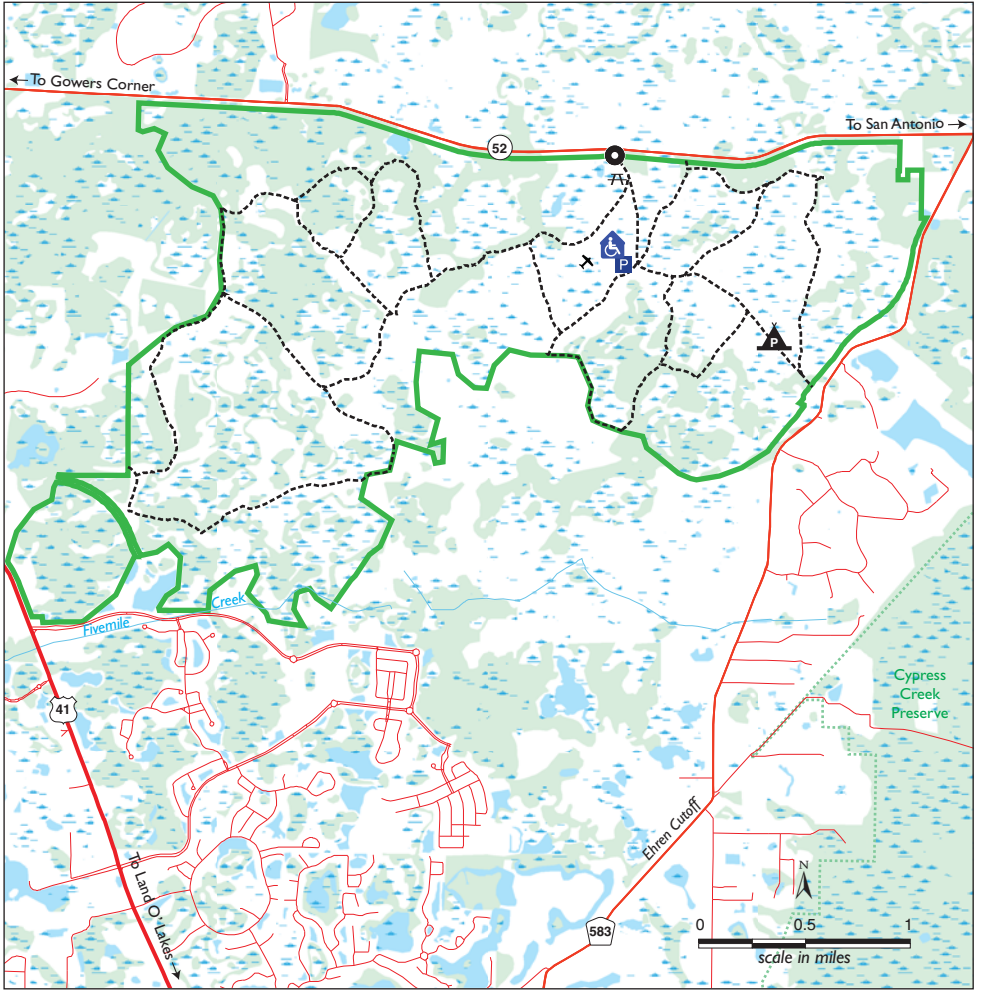 To Gowers Corner
To San Antonio
52
P
P
Creek
Fivemile
41
Cypress
Creek
Preserve
Ehren Cutoff
To Land O' Lakes
N
583
0 0.5 1
scale in miles